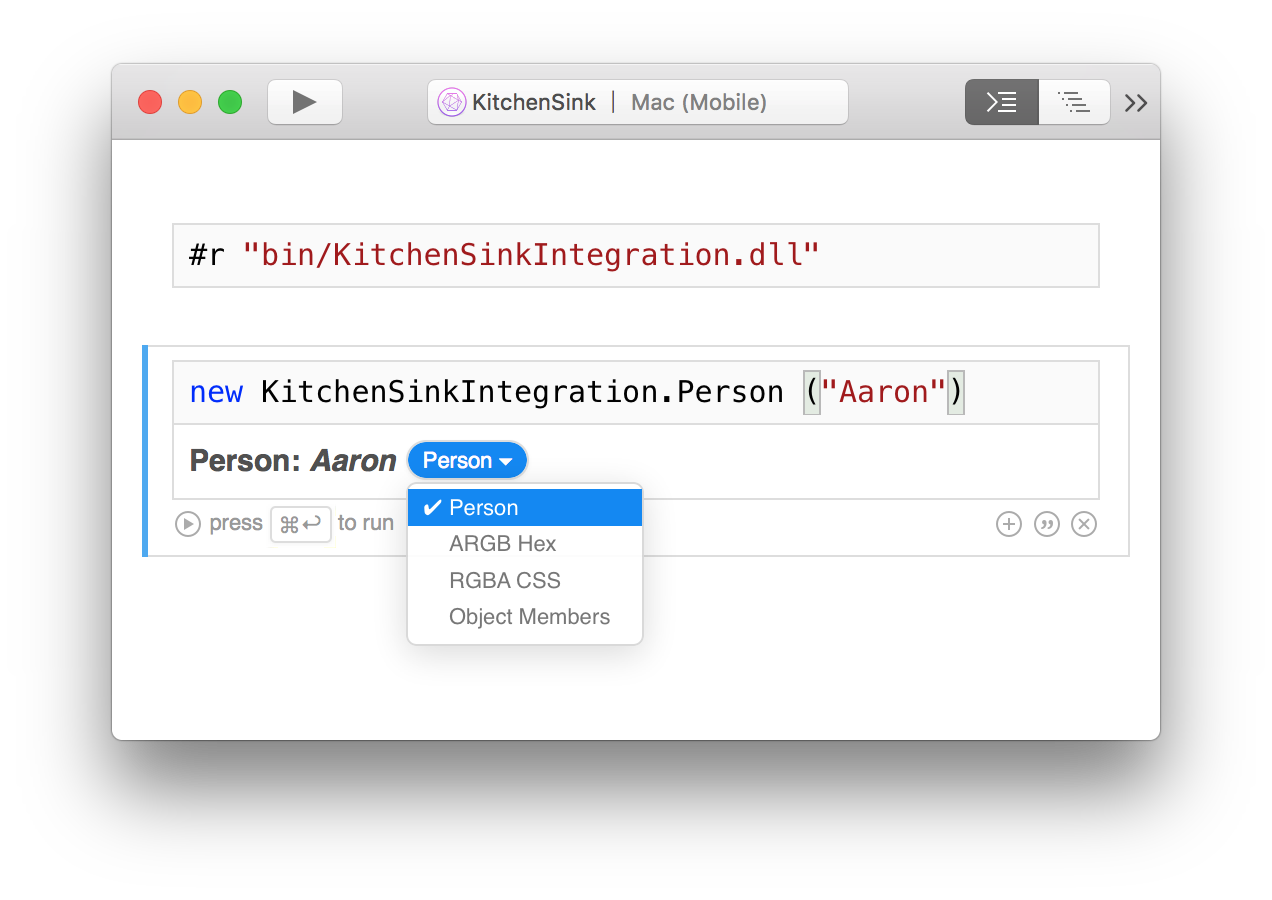 KitchenSink | Mac (Mobile)
#r "bin/KitchenSinkIntegration.dll"
new KitchenSinkIntegration.Person ("Aaron")
Person: Aaron Person
Person
ARGB Hex
RGBA CSS
Object Members
press ⌘↩ to run